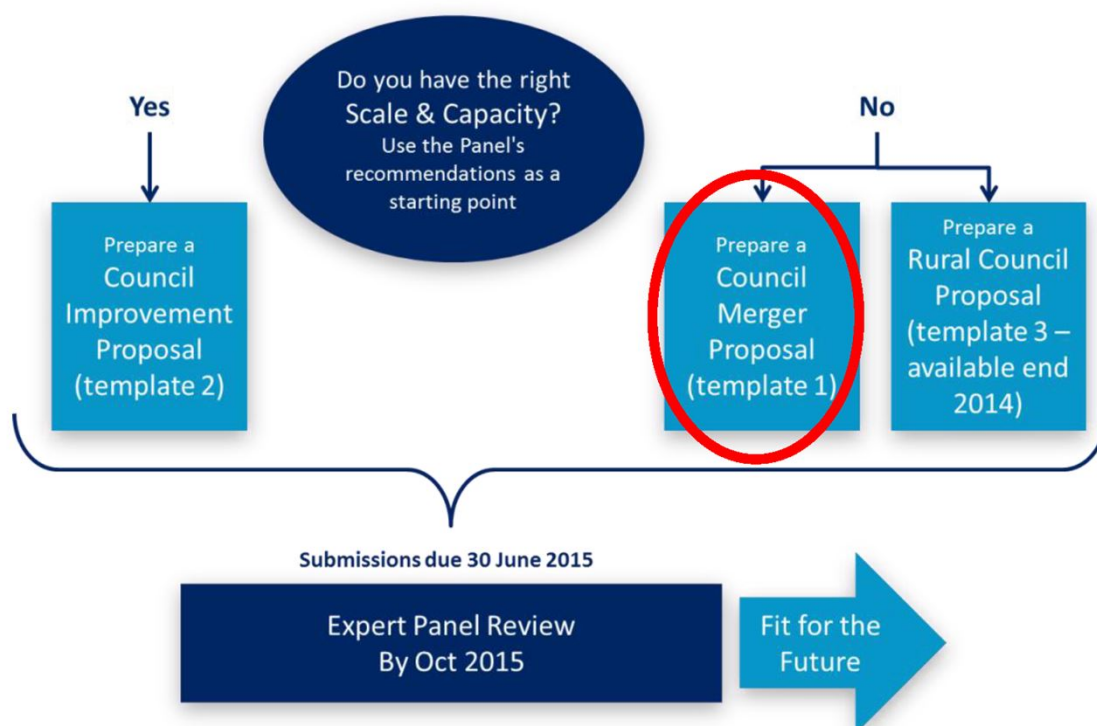 Do you have the right
Scale & Capacity?
Use the Panel's
recommendations as a
starting point
Yes
No
Prepare a
Council
Improvement
Proposal
(template 2)
Prepare a
Council
Merger
Proposal
(template 1)
Prepare a
Rural Council
Proposal
(template 3 –
available end
2014)
Submissions due 30 June 2015
Expert Panel Review
By Oct 2015
Fit for the
Future